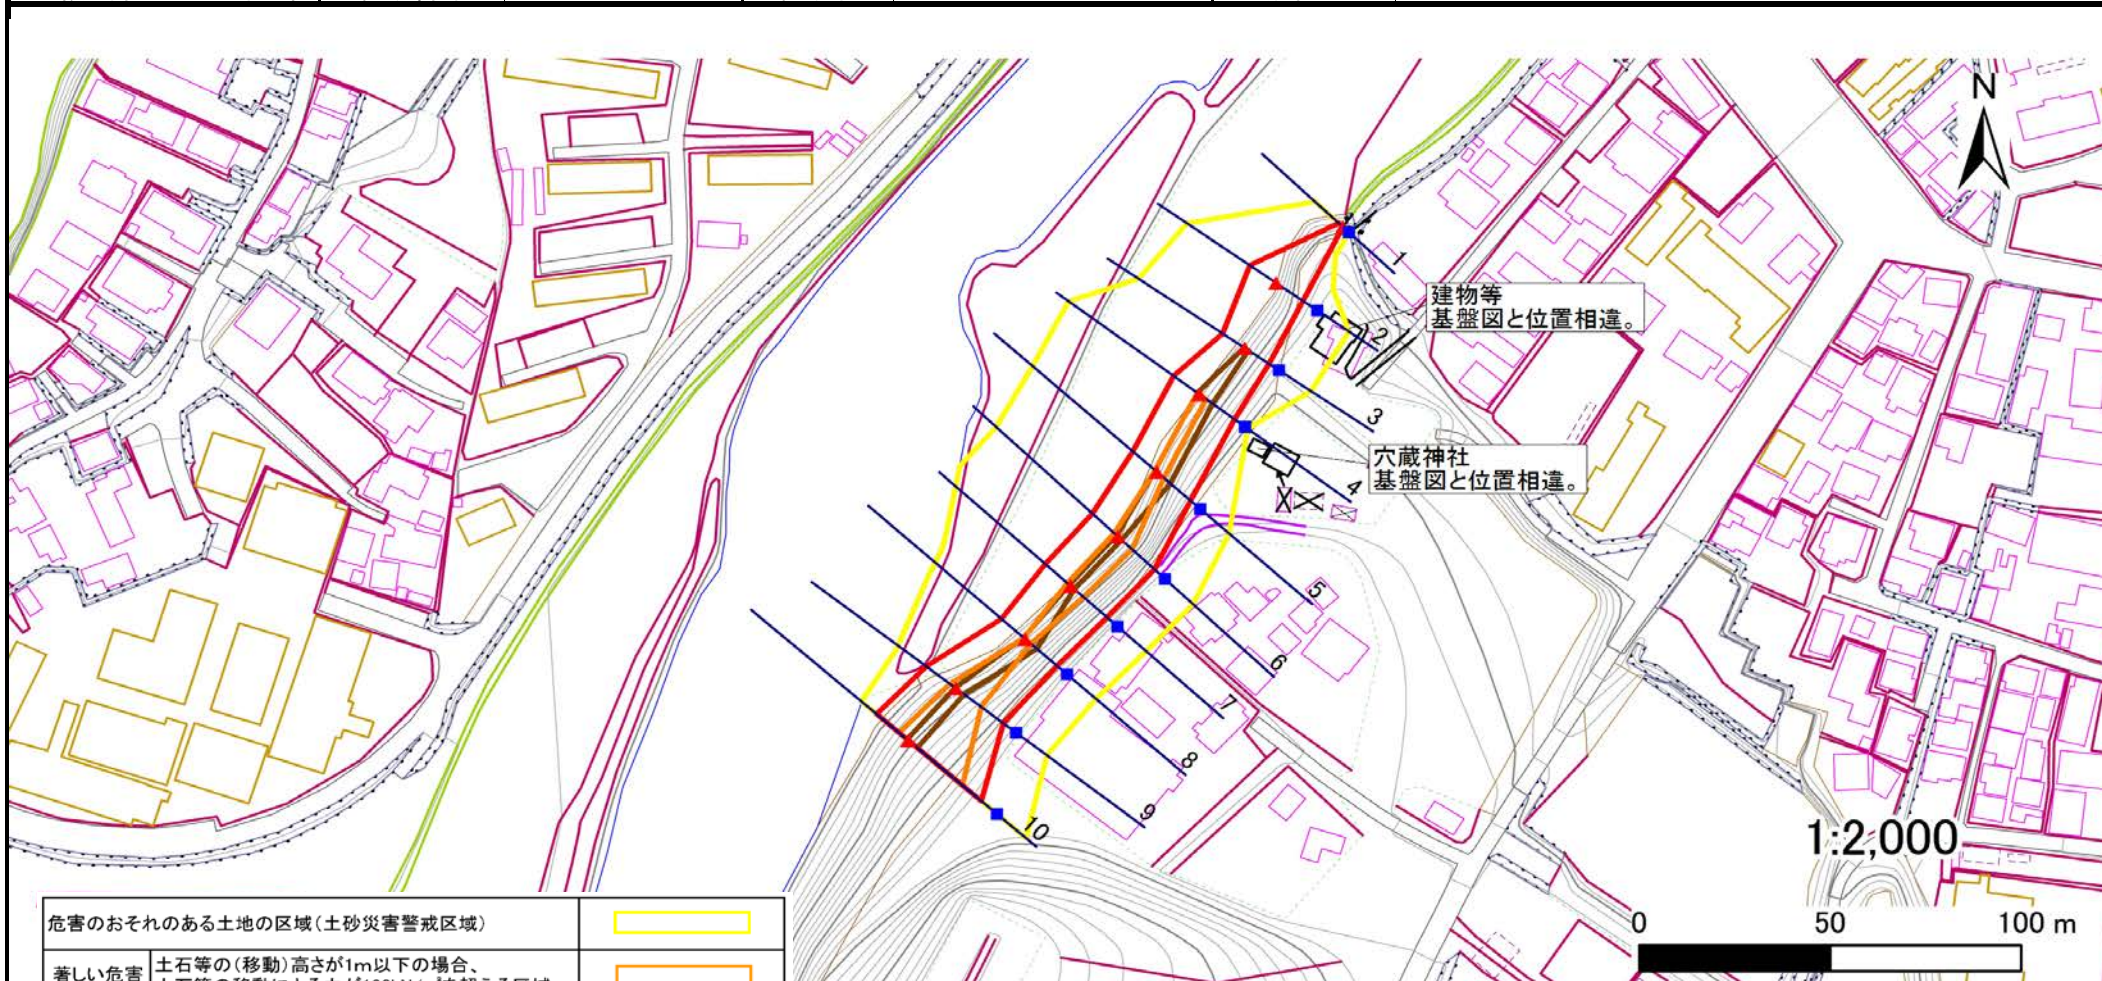 N
1
建物等
基盤図と位置相違。
2
3
穴蔵神社
基盤図と位置相違。
4
5
6
7
8
9
10
1:2,000
0 50 100 m
危害のおそれのある土地の区域(土砂災害警戒区域)
著しい危害
土石等の(移動)高さが1m以下の場合、